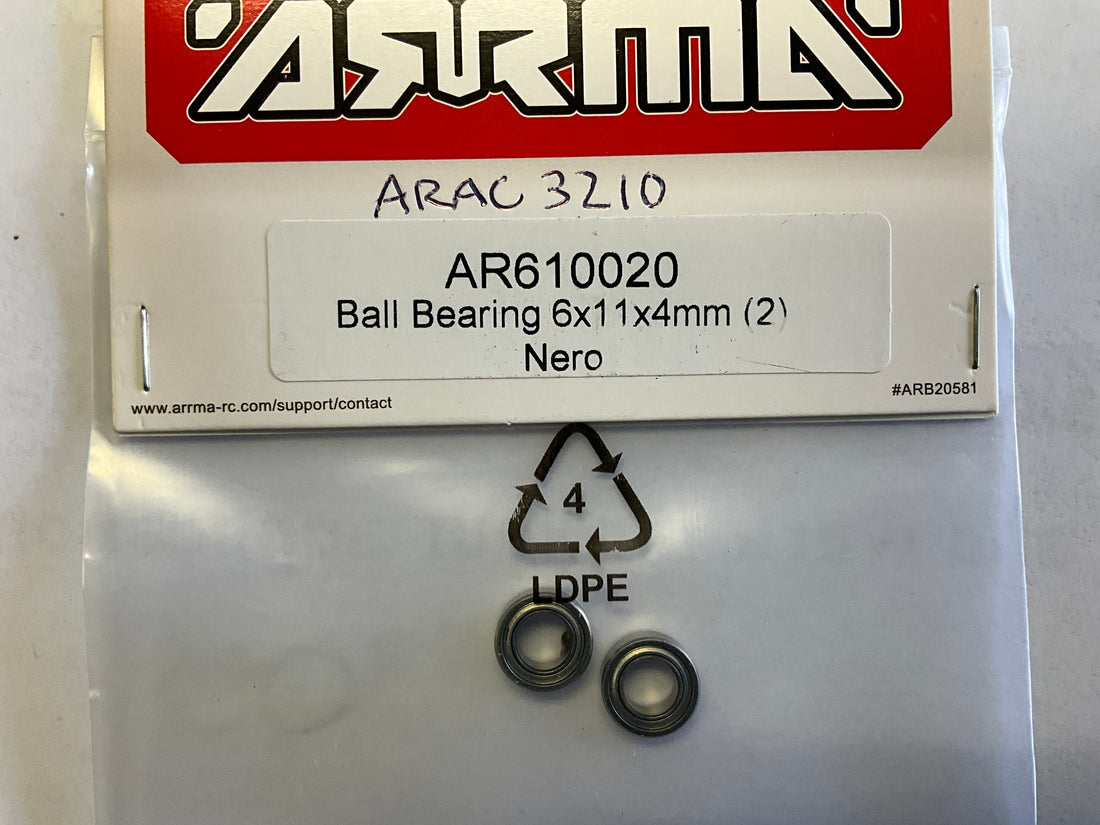 ARRMA
ARAC 3210
AR610020
Ball Bearing 6x11x4mm (2)
Nero
www.arrma-rc.com/support/contact
#ARB20581
4
LDPE